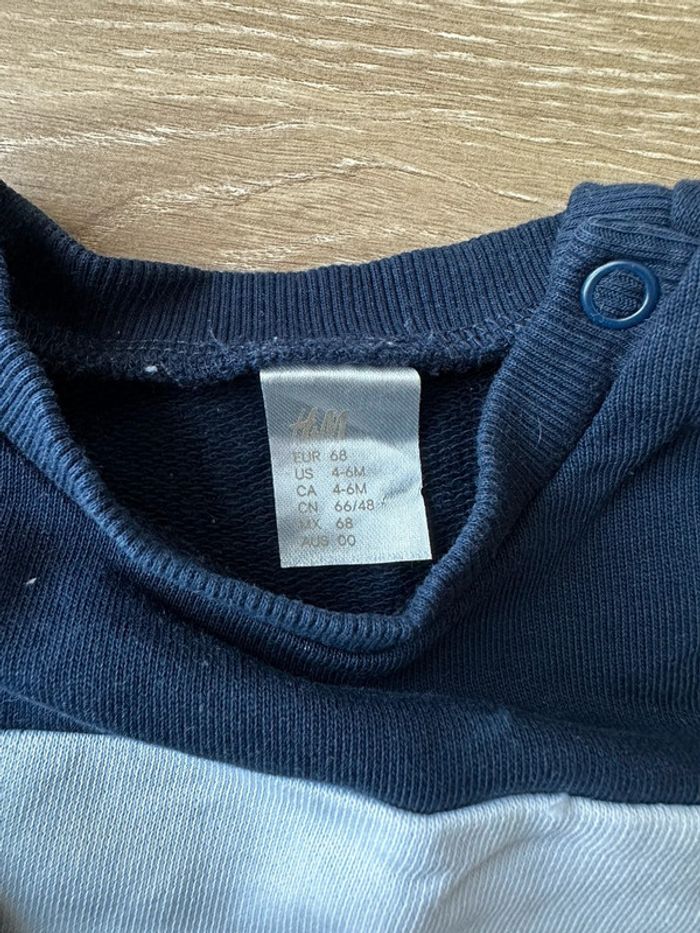 H&M
EUR 68
US 4-6M
CA 4-6M
CN 66/48
MX 68
AUS 00